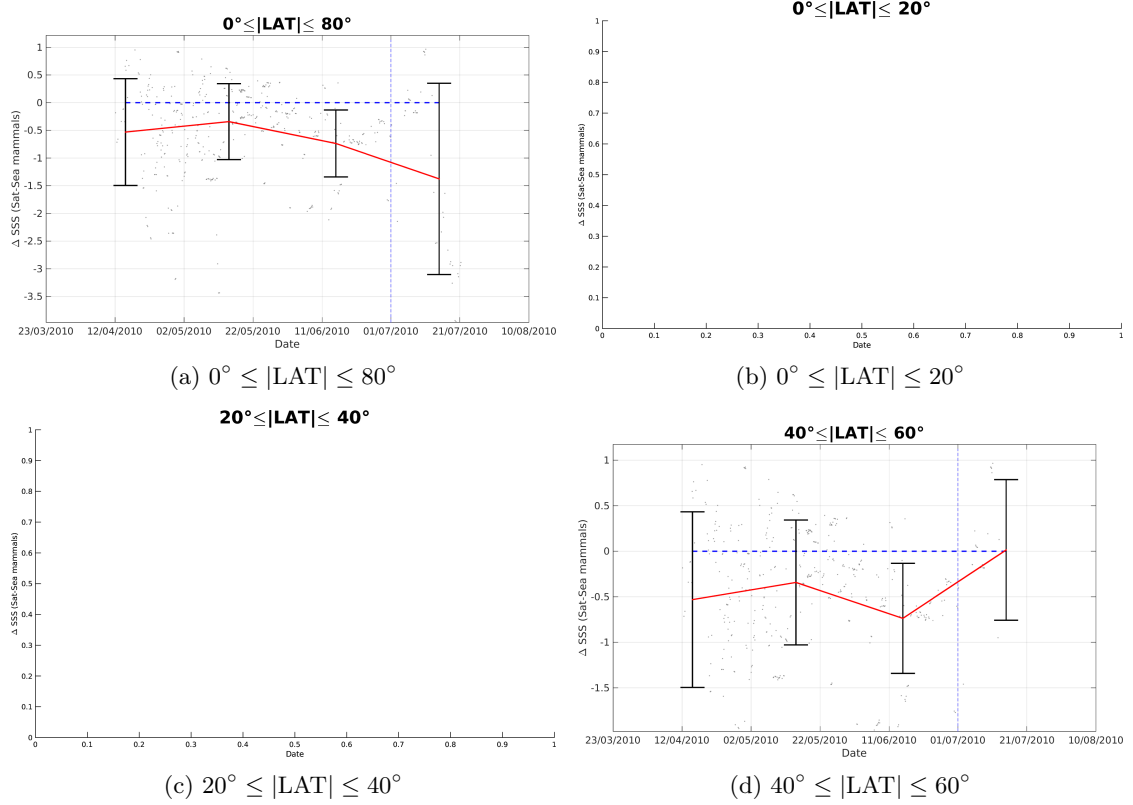 0°≤|LAT|≤ 80°
1
0.5
0
-0.5
-1
-1.5
-2
-2.5
-3
-3.5
Δ SSS (Sat-Sea mammals)
23/03/2010 12/04/2010 02/05/2010 22/05/2010 11/06/2010 01/07/2010 21/07/2010 10/08/2010
Date
(a) 0° ≤ |LAT| ≤ 80°
0°≤|LAT|≤ 20°
1
0.9
0.8
0.7
0.6
0.5
0.4
0.3
0.2
0.1
0
Δ SSS (Sat-Sea mammals)
0 0.1 0.2 0.3 0.4 0.5 0.6 0.7 0.8 0.9 1
Date
(b) 0° ≤ |LAT| ≤ 20°
20°≤|LAT|≤ 40°
1
0.9
0.8
0.7
0.6
0.5
0.4
0.3
0.2
0.1
0
Δ SSS (Sat-Sea mammals)
0 0.1 0.2 0.3 0.4 0.5 0.6 0.7 0.8 0.9 1
Date
(c) 20° ≤ |LAT| ≤ 40°
40°≤|LAT|≤ 60°
1
0.5
0
-0.5
-1
-1.5
Δ SSS (Sat-Sea mammals)
23/03/2010 12/04/2010 02/05/2010 22/05/2010 11/06/2010 01/07/2010 21/07/2010 10/08/2010
Date
(d) 40° ≤ |LAT| ≤ 60°